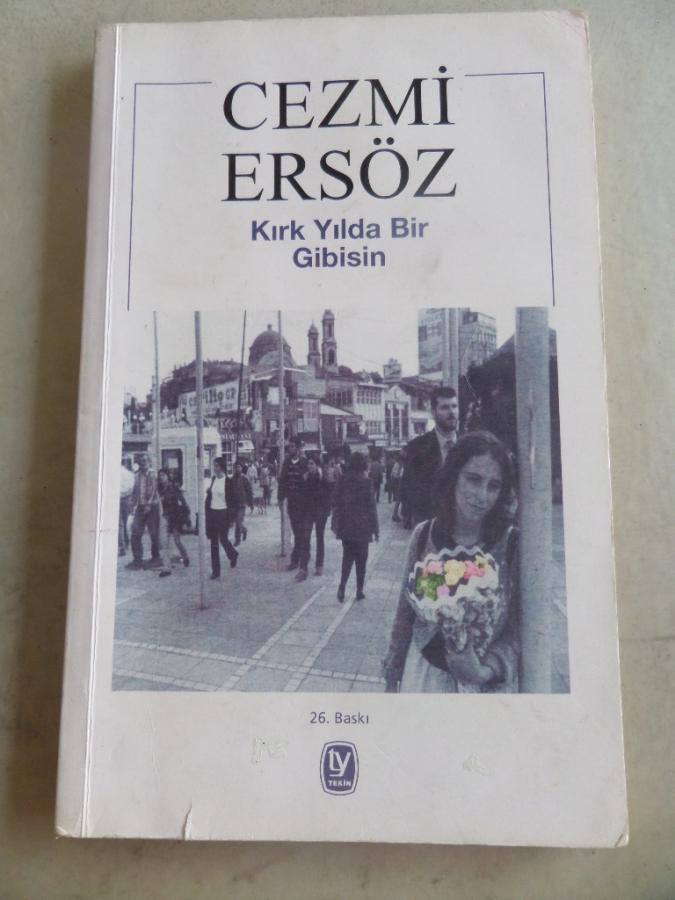 CEZMİ
ERSÖZ
Kırk Yılda Bir
Gibisin
26. Baskı
ty
TEKİN